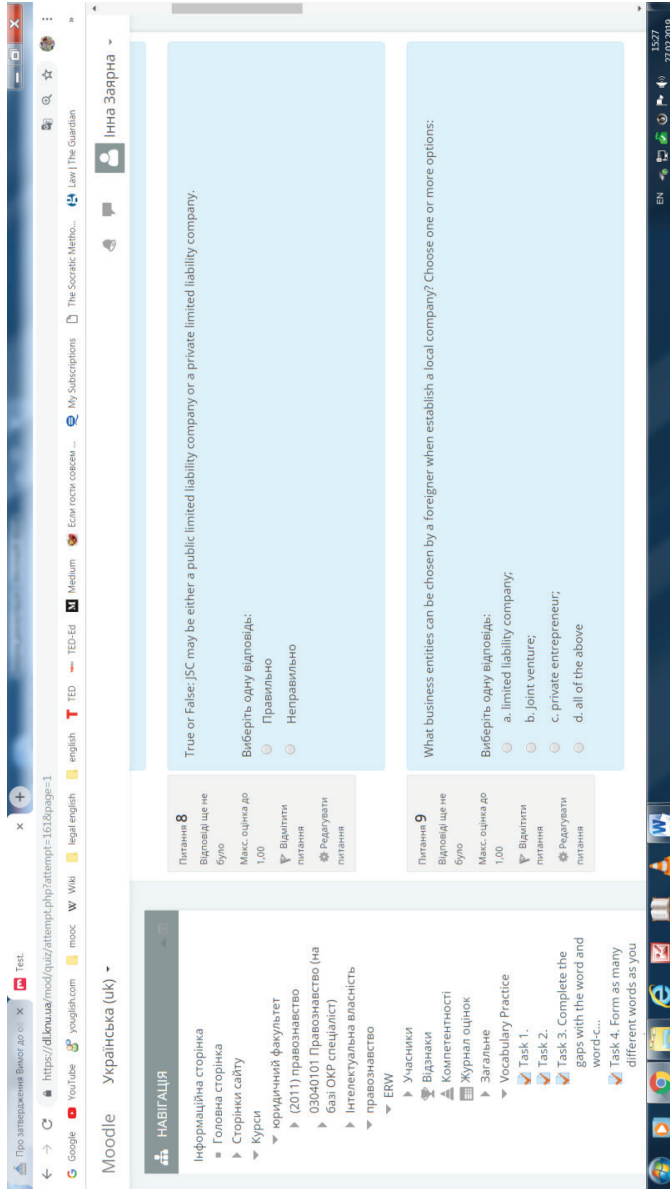 Про затвердження Вимог до о
Test.
https://dl.knu.ua/mod/quiz/attempt.php?attempt=161&page=1
Google
YouTube
youglish.com
mooc
Wiki
legal english
english
TED
TED-Ed
Medium
Если гости совсем ...
My Subscriptions
The Socratic Metho...
Law | The Guardian
Moodle
Українська (uk)
Інна Заярна
НАВІГАЦІЯ
Інформаційна сторінка
Головна сторінка
Сторінки сайту
Курси
юридичний факультет
(2011) правознавство
03040101 Правознавство (на
базі ОКР спеціаліст)
Інтелектуальна власність
правознавство
ERW
Учасники
Відзнаки
Компетентності
Журнал оцінок
Загальне
Vocabulary Practice
Task 1.
Task 2.
Task 3. Complete the
gaps with the word and
word-c...
Task 4. Form as many
different words as you
Питання 8
Відповіді ще не
було
Макс. оцінка до
1,00
Відмітити
питання
Редагувати
питання
True or False: JSC may be either a public limited liability company or a private limited liability company.
Виберіть одну відповідь:
Правильно
Неправильно
Питання 9
Відповіді ще не
було
Макс. оцінка до
1,00
Відмітити
питання
Редагувати
питання
What business entities can be chosen by a foreigner when establish a local company? Choose one or more options:
Виберіть одну відповідь:
a. limited liability company;
b. Joint venture;
c. private entrepreneur;
d. all of the above
EN
15:27
27.02.2019